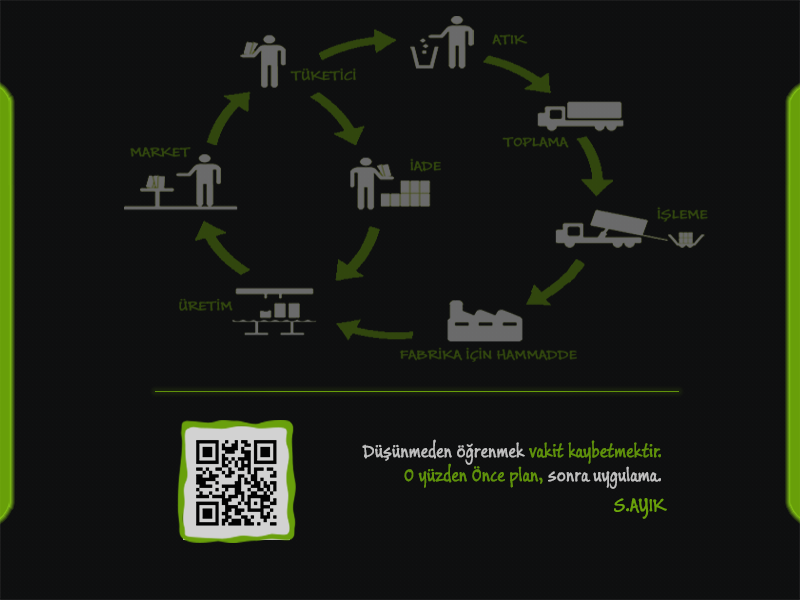 ATIK
TÜKETİCİ
TOPLAMA
MARKET
İADE
İŞLEME
ÜRETİM
FABRİKA İÇİN HAMMADDE
Düşünmeden öğrenmek vakit kaybetmektir.
O yüzden Önce plan, sonra uygulama.
S.AYIK